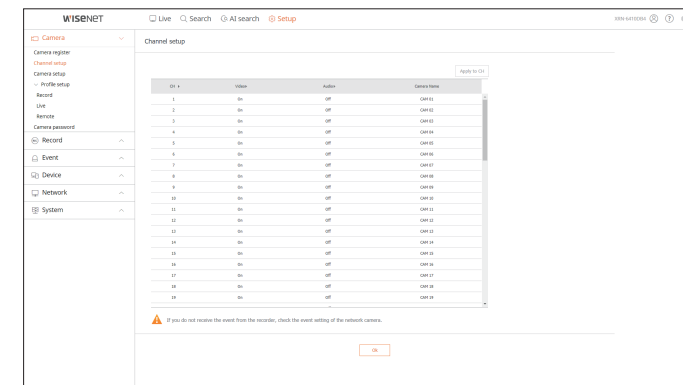 WISENET
Live Search AI search Setup
Camera
Channel setup
Camera register
Channel setup
Camera setup
Profile setup
Record
Live
Remote
Camera password
Record
Event
Device
Network
System
Apply to CH
CH Video Audio Camera Name
1 On Off CAM 01
2 On Off CAM 02
3 On Off CAM 03
4 On Off CAM 04
5 On Off CAM 05
6 On Off CAM 06
7 On Off CAM 07
8 On Off CAM 08
9 On Off CAM 09
10 On Off CAM 10
11 On Off CAM 11
12 On Off CAM 12
13 On Off CAM 13
14 On Off CAM 14
15 On Off CAM 15
16 On Off CAM 16
17 On Off CAM 17
18 On Off CAM 18
19 On Off CAM 19
If you do not receive the event from the recorder, check the event setting of the network camera.
Ok